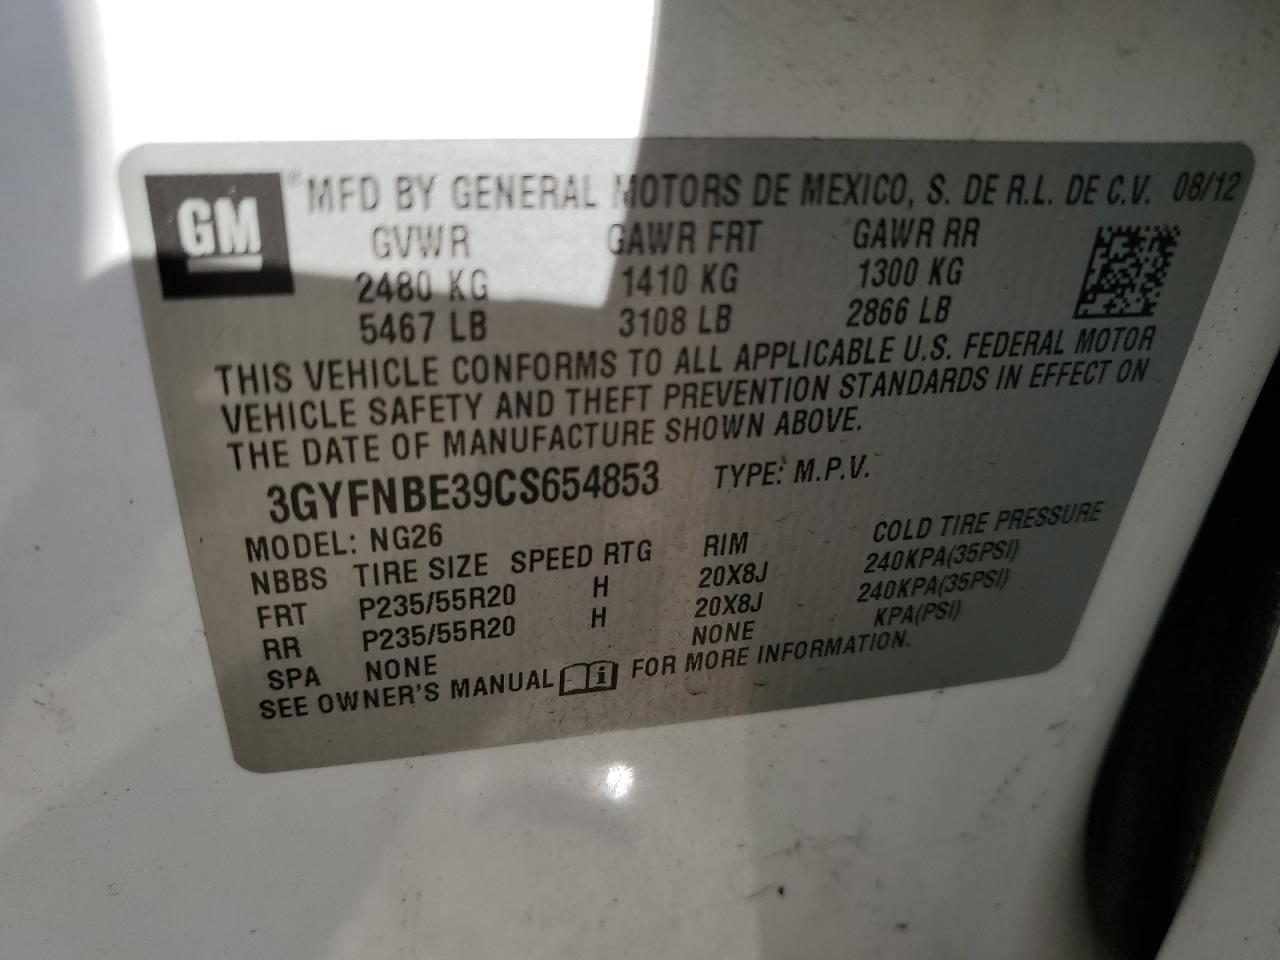 GM ® MFD BY GENERAL MOTORS DE MEXICO, S. DE R.L. DE C.V. 08/12
GVWR GAWR FRT GAWR RR
2480 KG 1410 KG 1300 KG
5467 LB 3108 LB 2866 LB
THIS VEHICLE CONFORMS TO ALL APPLICABLE U.S. FEDERAL MOTOR
VEHICLE SAFETY AND THEFT PREVENTION STANDARDS IN EFFECT ON
THE DATE OF MANUFACTURE SHOWN ABOVE.
3GYFNBE39CS654853 TYPE: M.P.V.
MODEL: NG26
NBBS TIRE SIZE SPEED RTG RIM COLD TIRE PRESSURE
FRT P235/55R20 H 20X8J 240KPA(35PSI)
RR P235/55R20 H 20X8J 240KPA(35PSI)
SPA NONE NONE KPA(PSI)
SEE OWNER'S MANUAL i FOR MORE INFORMATION.